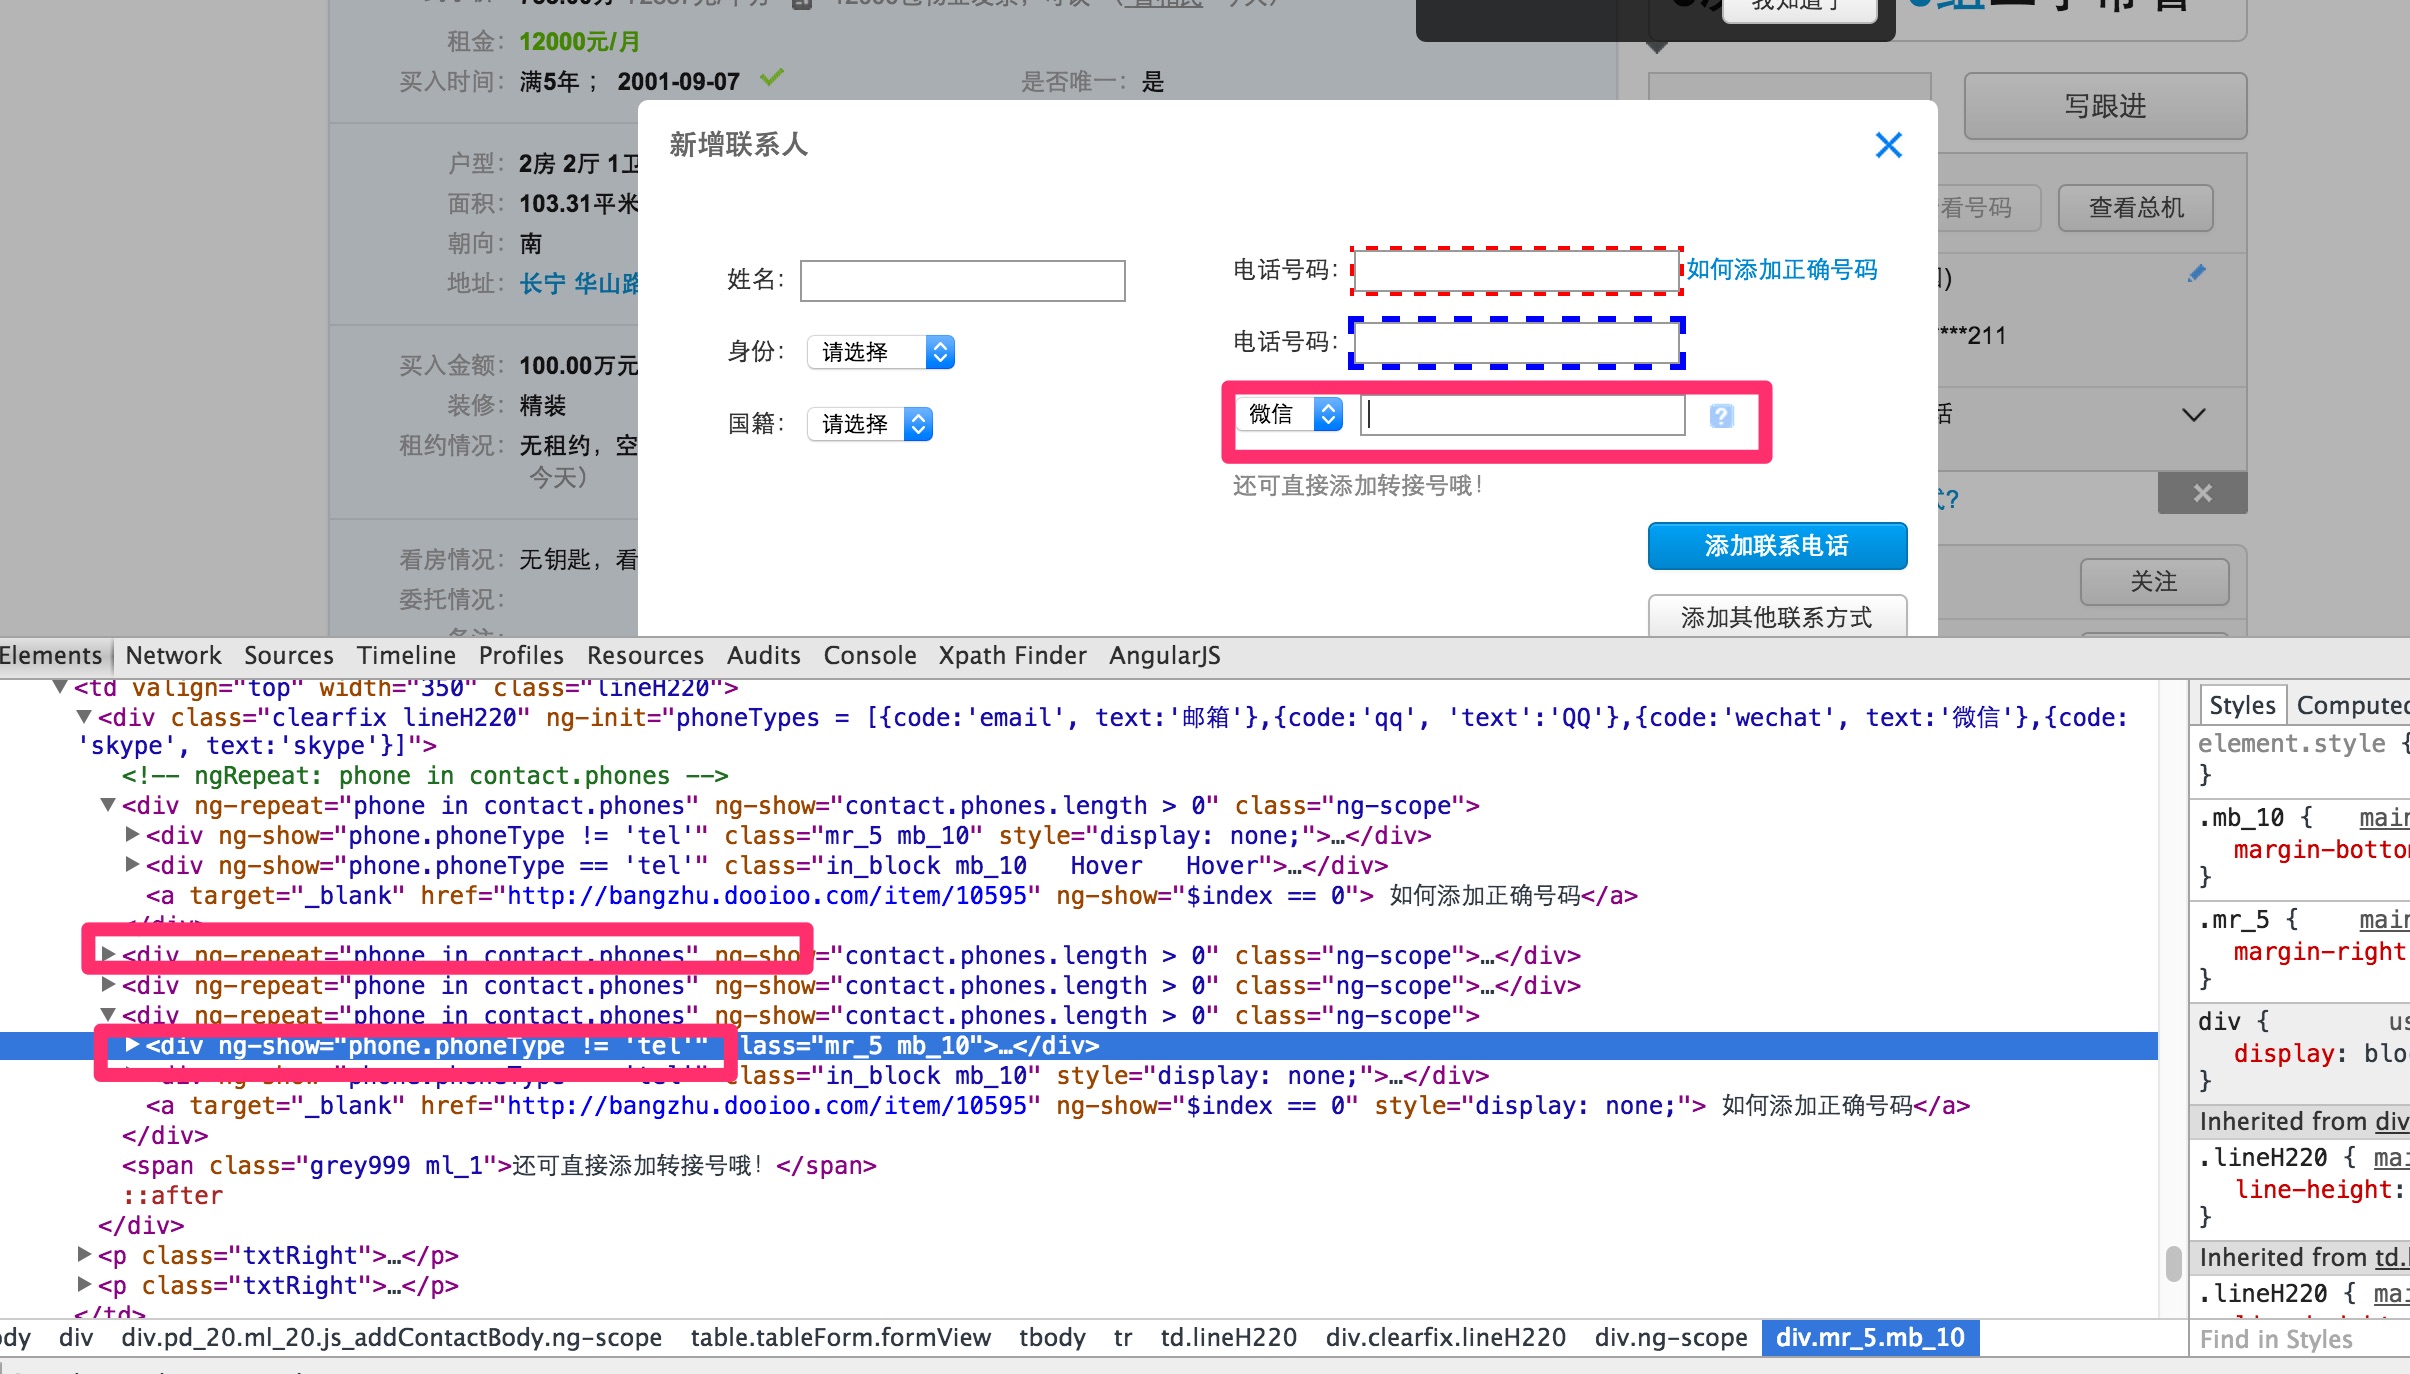 租金： 12000元/月
买入时间： 满5年 ； 2001-09-07 是否唯一： 是
我知道了
写跟进
户型： 2房 2厅 1卫
面积： 103.31平米
朝向： 南
地址： 长宁 华山路
买入金额： 100.00万元
装修： 精装
租约情况： 无租约，空
今天）
看房情况： 无钥匙，看
委托情况：
新增联系人
姓名：
身份： 请选择
国籍： 请选择
电话号码： 如何添加正确号码
电话号码：
微信 ?
还可直接添加转接号哦！
添加联系电话
添加其他联系方式
看号码 查看总机
****211
话
式?
关注
Elements Network Sources Timeline Profiles Resources Audits Console Xpath Finder AngularJS
<td valign="top" width="350" class="lineH220">
<div class="clearfix lineH220" ng-init="phoneTypes = [{code:'email', text:'邮箱'},{code:'qq', 'text':'QQ'},{code:'wechat', text:'微信'},{code:
'skype', text:'skype'}]">
<!-- ngRepeat: phone in contact.phones -->
<div ng-repeat="phone in contact.phones" ng-show="contact.phones.length > 0" class="ng-scope">
<div ng-show="phone.phoneType != 'tel'" class="mr_5 mb_10" style="display: none;">…</div>
<div ng-show="phone.phoneType == 'tel'" class="in_block mb_10   Hover   Hover">…</div>
<a target="_blank" href="http://bangzhu.dooioo.com/item/10595" ng-show="$index == 0"> 如何添加正确号码</a>
</div>
<div ng-repeat="phone in contact.phones" ng-show="contact.phones.length > 0" class="ng-scope">…</div>
<div ng-repeat="phone in contact.phones" ng-show="contact.phones.length > 0" class="ng-scope">…</div>
<div ng-repeat="phone in contact.phones" ng-show="contact.phones.length > 0" class="ng-scope">
<div ng-show="phone.phoneType != 'tel'" class="mr_5 mb_10">…</div>
<div ng-show="phone.phoneType 'tel'" class="in_block mb_10" style="display: none;">…</div>
<a target="_blank" href="http://bangzhu.dooioo.com/item/10595" ng-show="$index == 0" style="display: none;"> 如何添加正确号码</a>
</div>
<span class="grey999 ml_1">还可直接添加转接号哦！</span>
::after
</div>
<p class="txtRight">…</p>
<p class="txtRight">…</p>
</td>
ody div div.pd_20.ml_20.js_addContactBody.ng-scope table.tableForm.formView tbody tr td.lineH220 div.clearfix.lineH220 div.ng-scope div.mr_5.mb_10
Styles Computed
element.style {
}
.mb_10 { main
margin-bottom
}
.mr_5 { main
margin-right
}
div { us
display: blo
}
Inherited from div
.lineH220 { mai
line-height:
}
Inherited from td.l
.lineH220 { mai
Find in Styles